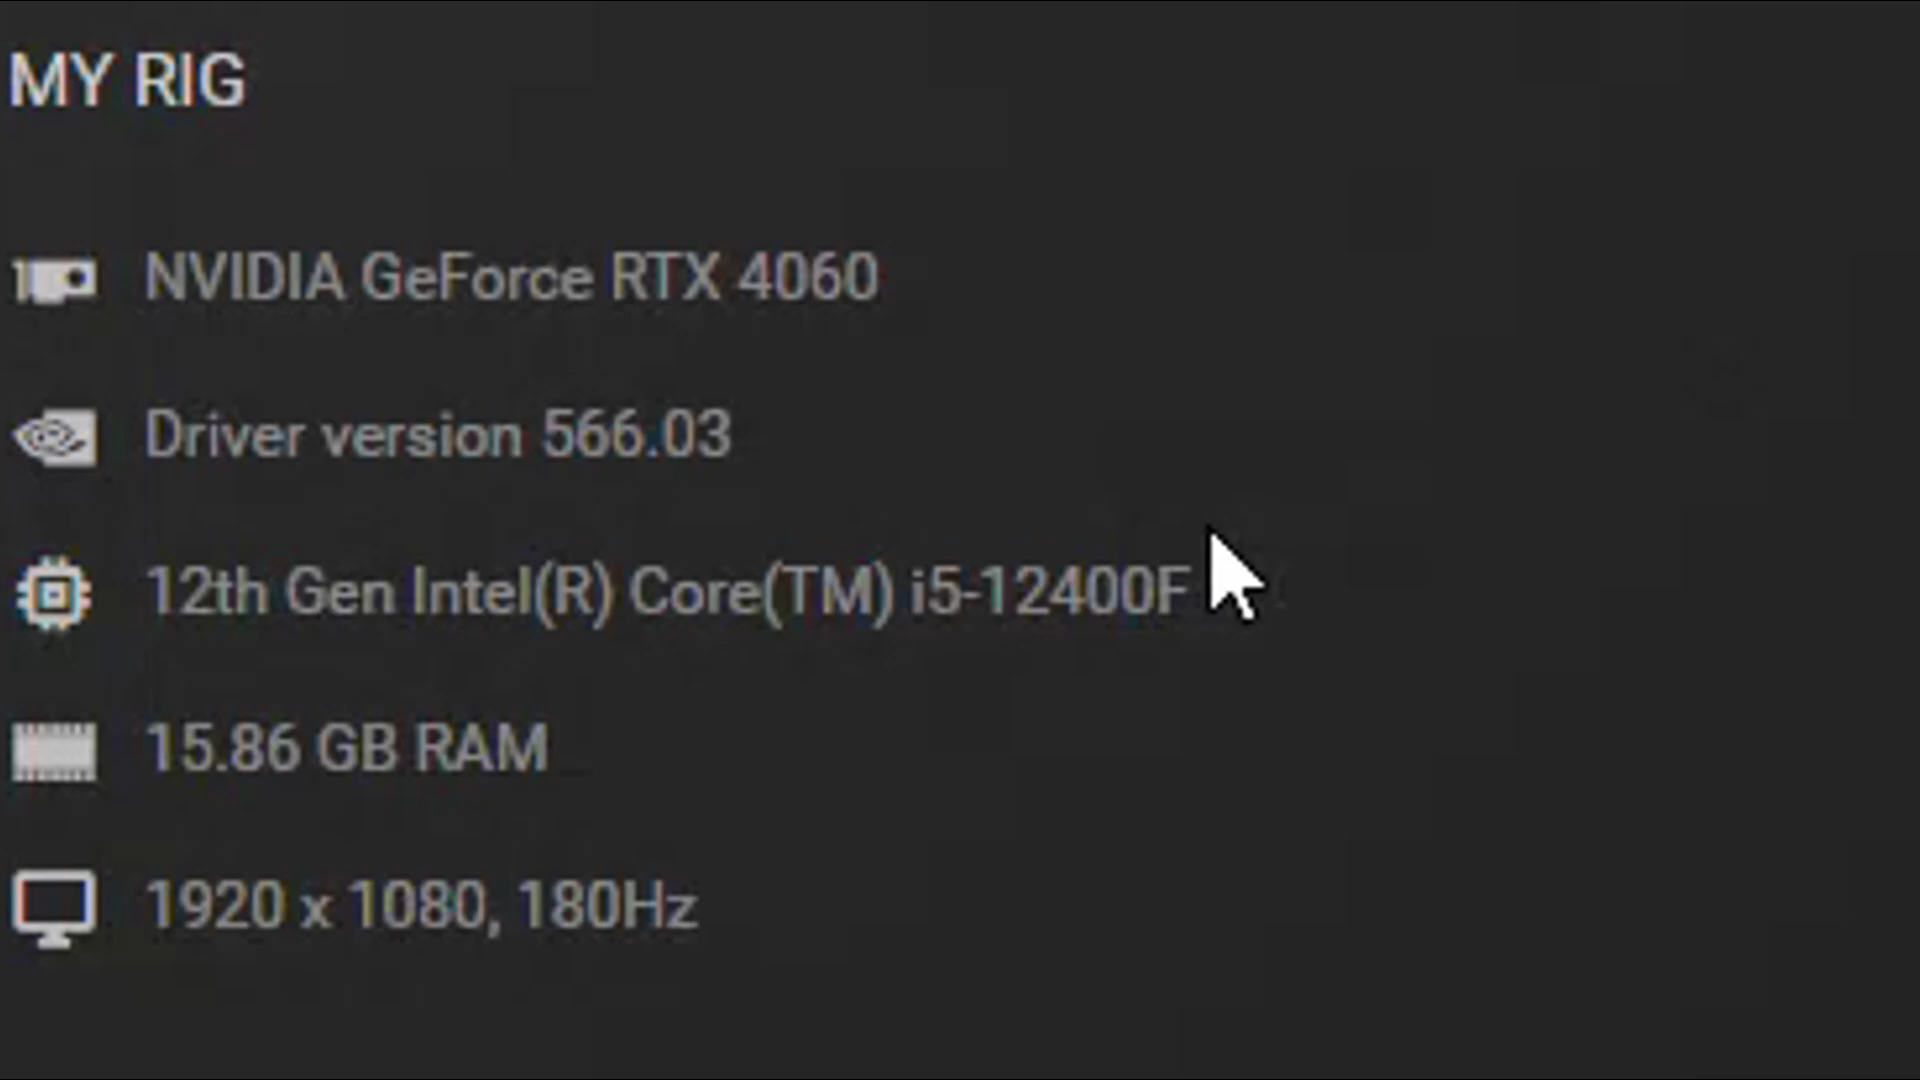 MY RIG
NVIDIA GeForce RTX 4060
Driver version 566.03
12th Gen Intel(R) Core(TM) i5-12400F
15.86 GB RAM
1920 x 1080, 180Hz